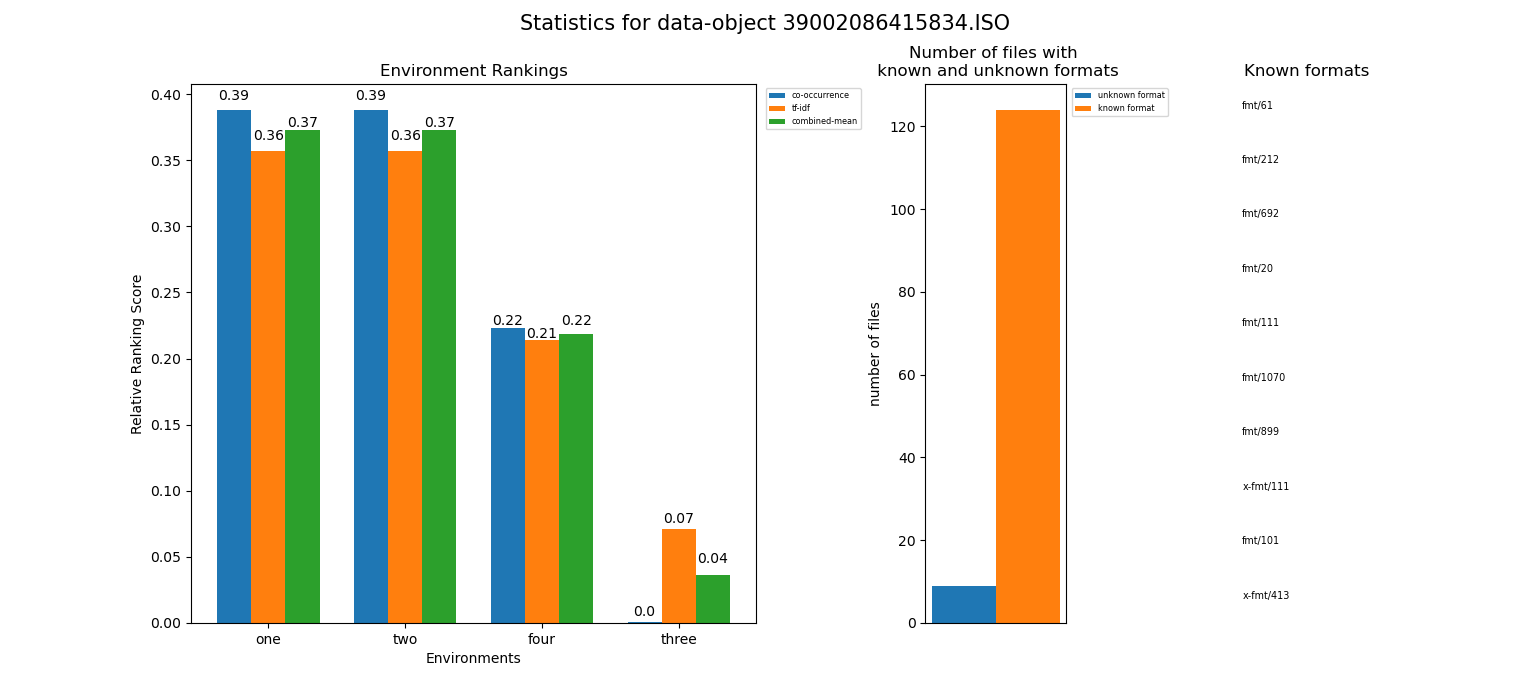 Statistics for data-object 39002086415834.ISO
Environment Rankings
0.40
0.35
0.30
0.25
0.20
0.15
0.10
0.05
0.00
Relative Ranking Score
0.39
0.36
0.37
0.39
0.36
0.37
0.22
0.21
0.22
0.0
0.07
0.04
one
two
four
three
Environments
co-occurrence
tf-idf
combined-mean
Number of files with
known and unknown formats
120
100
80
60
40
20
0
number of files
unknown format
known format
Known formats
fmt/61
fmt/212
fmt/692
fmt/20
fmt/111
fmt/1070
fmt/899
x-fmt/111
fmt/101
x-fmt/413